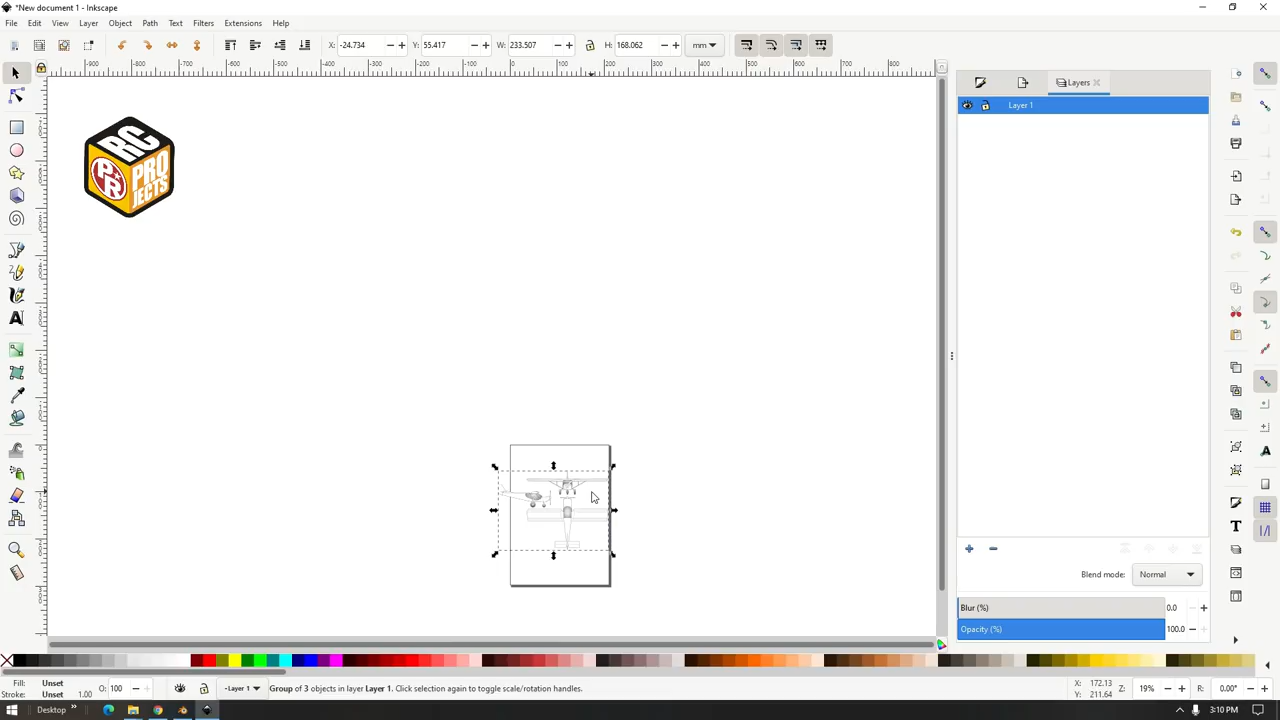 *New document 1 - Inkscape
File Edit View Layer Object Path Text Filters Extensions Help
X: -24.734 Y: 55.417 W: 233.507 H: 168.062 mm
Layers
Layer 1
RC
PR
PRO
JECTS
Blend mode: Normal
Blur (%) 0.0
Opacity (%) 100.0
Fill: Unset
Stroke: Unset 1.00
O: 100
Layer 1
Group of 3 objects in layer Layer 1. Click selection again to toggle scale/rotation handles.
X: 172.13
Y: 211.64
Z: 19%
R: 0.00°
Desktop
3:10 PM